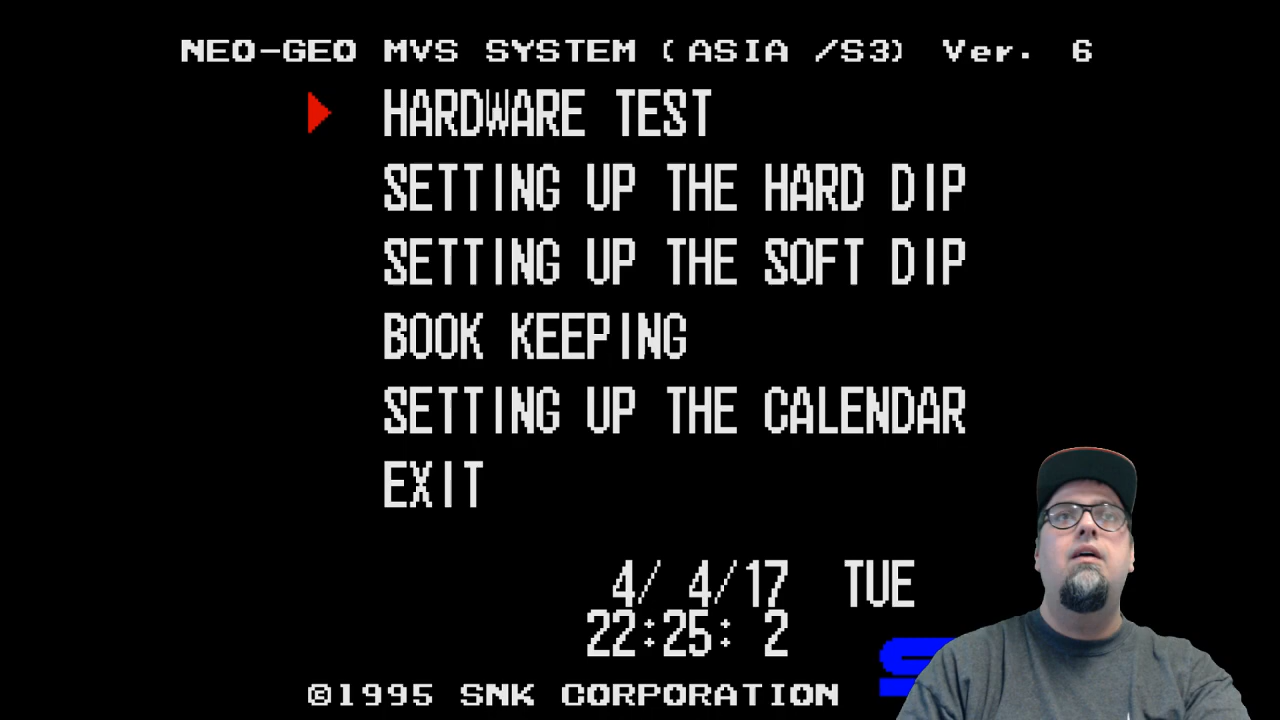 NEO-GEO MVS SYSTEM (ASIA /S3) Ver. 6
HARDWARE TEST
SETTING UP THE HARD DIP
SETTING UP THE SOFT DIP
BOOK KEEPING
SETTING UP THE CALENDAR
EXIT
4/ 4/17 TUE
22:25: 2
©1995 SNK CORPORATION